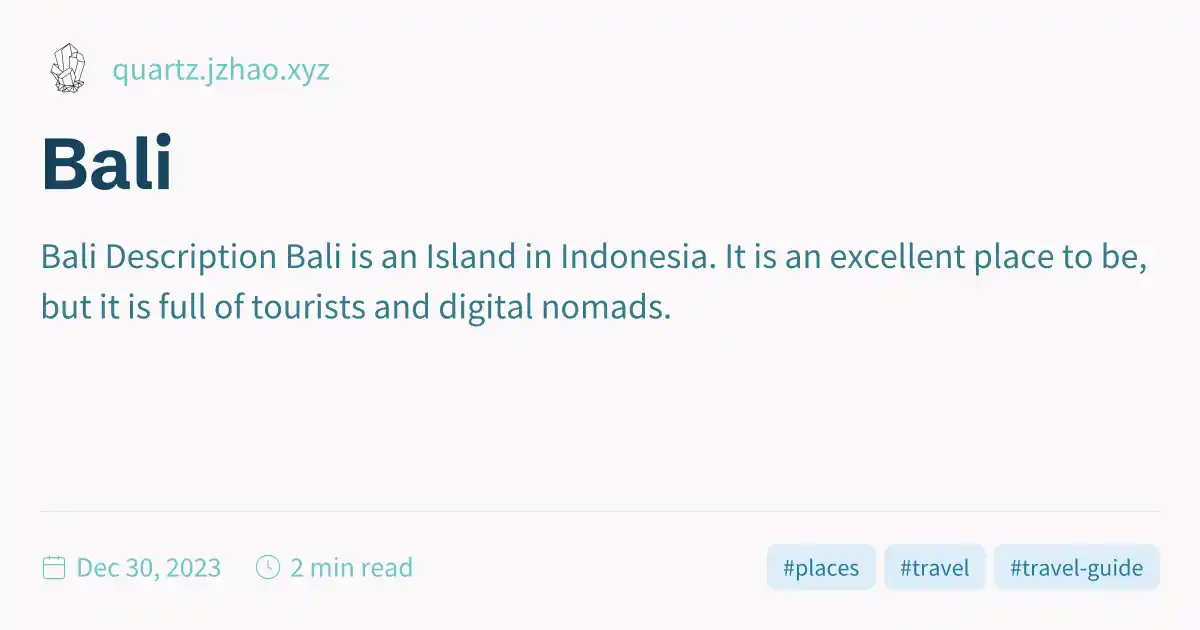 quartz.jzhao.xyz
Bali
Bali Description Bali is an Island in Indonesia. It is an excellent place to be,
but it is full of tourists and digital nomads.
Dec 30, 2023 2 min read #places #travel #travel-guide